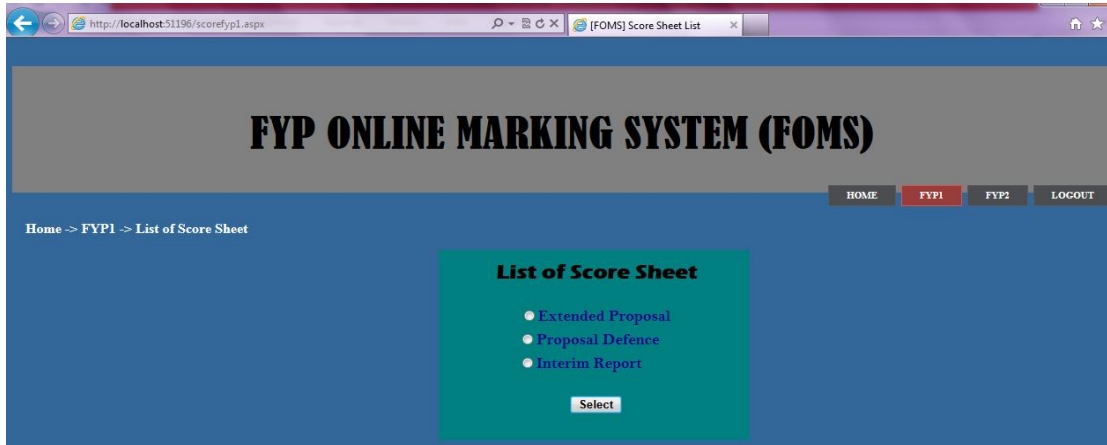 http://localhost:51196/scorefyp1.aspx
[FOMS] Score Sheet List
FYP ONLINE MARKING SYSTEM (FOMS)
HOME FYP1 FYP2 LOGOUT
Home -> FYP1 -> List of Score Sheet
List of Score Sheet
Extended Proposal
Proposal Defence
Interim Report
Select